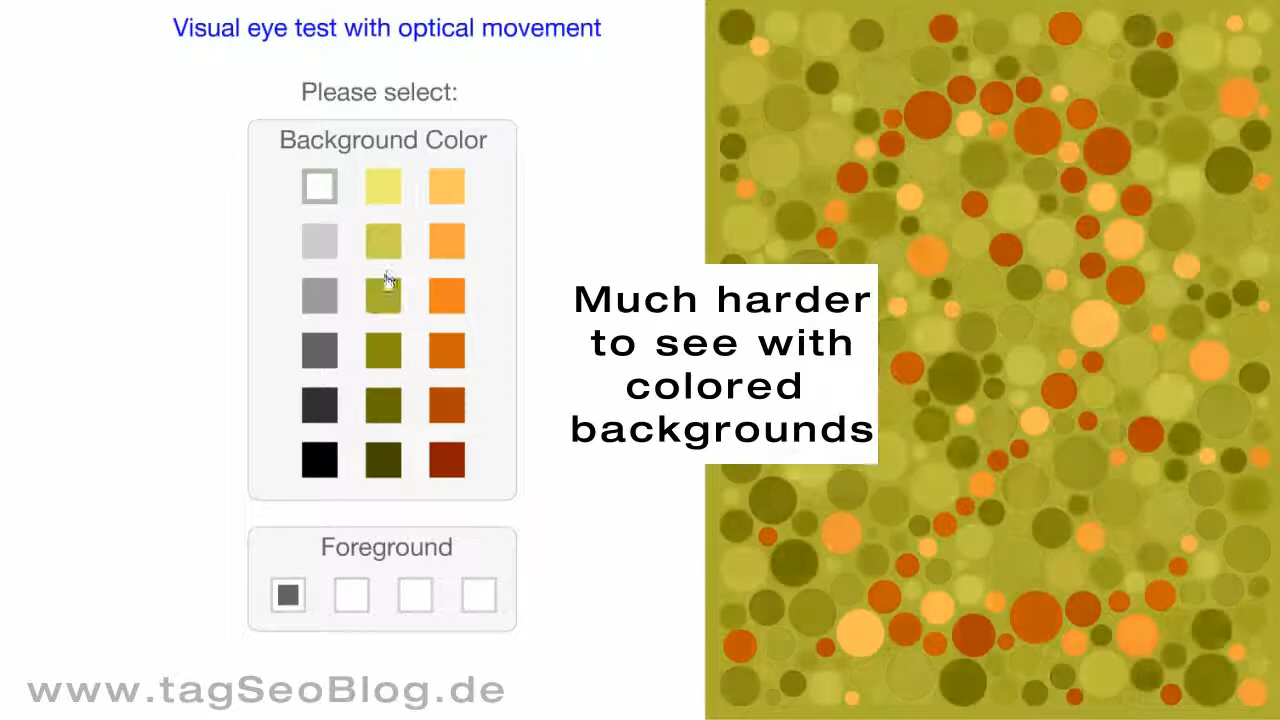 Visual eye test with optical movement
Please select:
Background Color
Much harder
to see with
colored
backgrounds
Foreground
www.tagSeoBlog.de